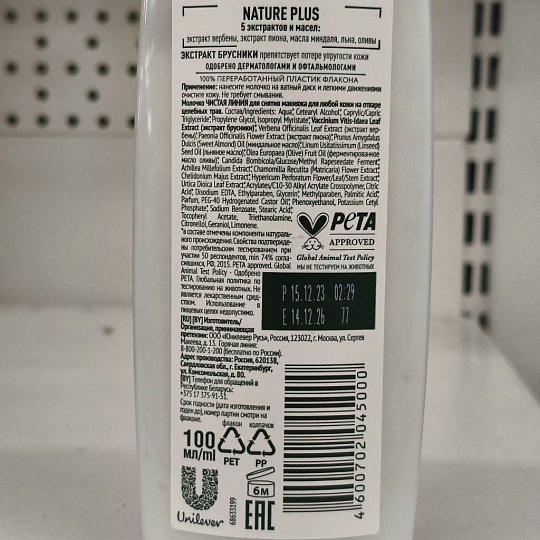 NATURE PLUS
5 экстрактов и масел:
экстракт вербены, экстракт пиона, масла миндаля, льна, оливы
ЭКСТРАКТ БРУСНИКИ препятствует потере упругости кожи
ОДОБРЕНО ДЕРМАТОЛОГАМИ И ОФТАЛЬМОЛОГАМИ
100% ПЕРЕРАБОТАННЫЙ ПЛАСТИК ФЛАКОНА
Применение: нанесите молочко на ватный диск и легкими движениями
очистите кожу. Не требует смывания.
Молочко ЧИСТАЯ ЛИНИЯ для снятия макияжа для любой кожи на отваре
целебных трав. Состав/Ingredients: Aqua, Cetearyl Alcohol, Caprylic/Capric
Triglyceride, Propylene Glycol, Isopropyl Myristate, Vaccinium Vitis-Idaea Leaf
Extract (экстракт брусники)*, Verbena Officinalis Leaf Extract (экстракт вер-
бены)*, Paeonia Officinalis Flower Extract (экстракт пиона)*, Prunus Amygdalus
Dulcis (Sweet Almond) Oil (миндальное масло)*, Linum Usitatissimum (Linseed)
Seed Oil (льняное масло)*, Olea Europaea (Olive) Fruit Oil (ферментированное
масло оливы)*, Candida Bombicola/Glucose/Methyl Rapeseedate Ferment*,
Achillea Millefolium Extract*, Chamomilla Recutita (Matricaria) Flower Extract*,
Chelidonium Majus Extract*, Hypericum Perforatum Flower/Leaf/Stem Extract*,
Urtica Dioica Leaf Extract*, Acrylates/C10-30 Alkyl Acrylate Crosspolymer, Citric
Acid*, Disodium EDTA, Ethylparaben, Glycerin*, Methylparaben, Palmitic Acid*,
Parfum, PEG-40 Hydrogenated Castor Oil*, Phenoxyethanol, Potassium Cetyl
Phosphate*, Sodium Benzoate, Stearic Acid*,
Tocopheryl Acetate, Triethanolamine,
Citronellol, Geraniol, Limonene.
*в составе отмечены компоненты натураль-
ного происхождения. Свойства подтвержде-
ны потребительским тестированием при
участии 50 респондентов, min 74% согла-
сившихся, РФ, 2015. PETA approved. Global
Animal Test Policy - Одобрено
PETA. Глобальная политика по
тестированию на животных. Не
является лекарственным сред-
ством. Использование в
пищевых целях недопустимо.
PETA
APPROVED
Global Animal Test Policy
МЫ НЕ ТЕСТИРУЕМ НА ЖИВОТНЫХ
P 15.12.23 02:29
E 14.12.26 77
[RU] [BY] Изготовитель/
Организация, принимающая
претензии: ООО «Юнилевер Русь», Россия, 123022, г. Москва, ул. Сергея
Макеева, д. 13. Горячая линия:
8-800-200-1-200 (бесплатно по России).
Адрес производства: Россия, 620138,
Свердловская обл., г. Екатеринбург,
ул. Комсомольская, д. 80.
[BY] Телефон для обращений в
Республике Беларусь:
+375 17 375-91-51.
Срок годности (дата изготовления и
годен до), номер партии смотри на
флаконе.
флакон колпачок
100
мл/ml
PET PP
6М
Unilever
68633199
EAC
4 600702 045000